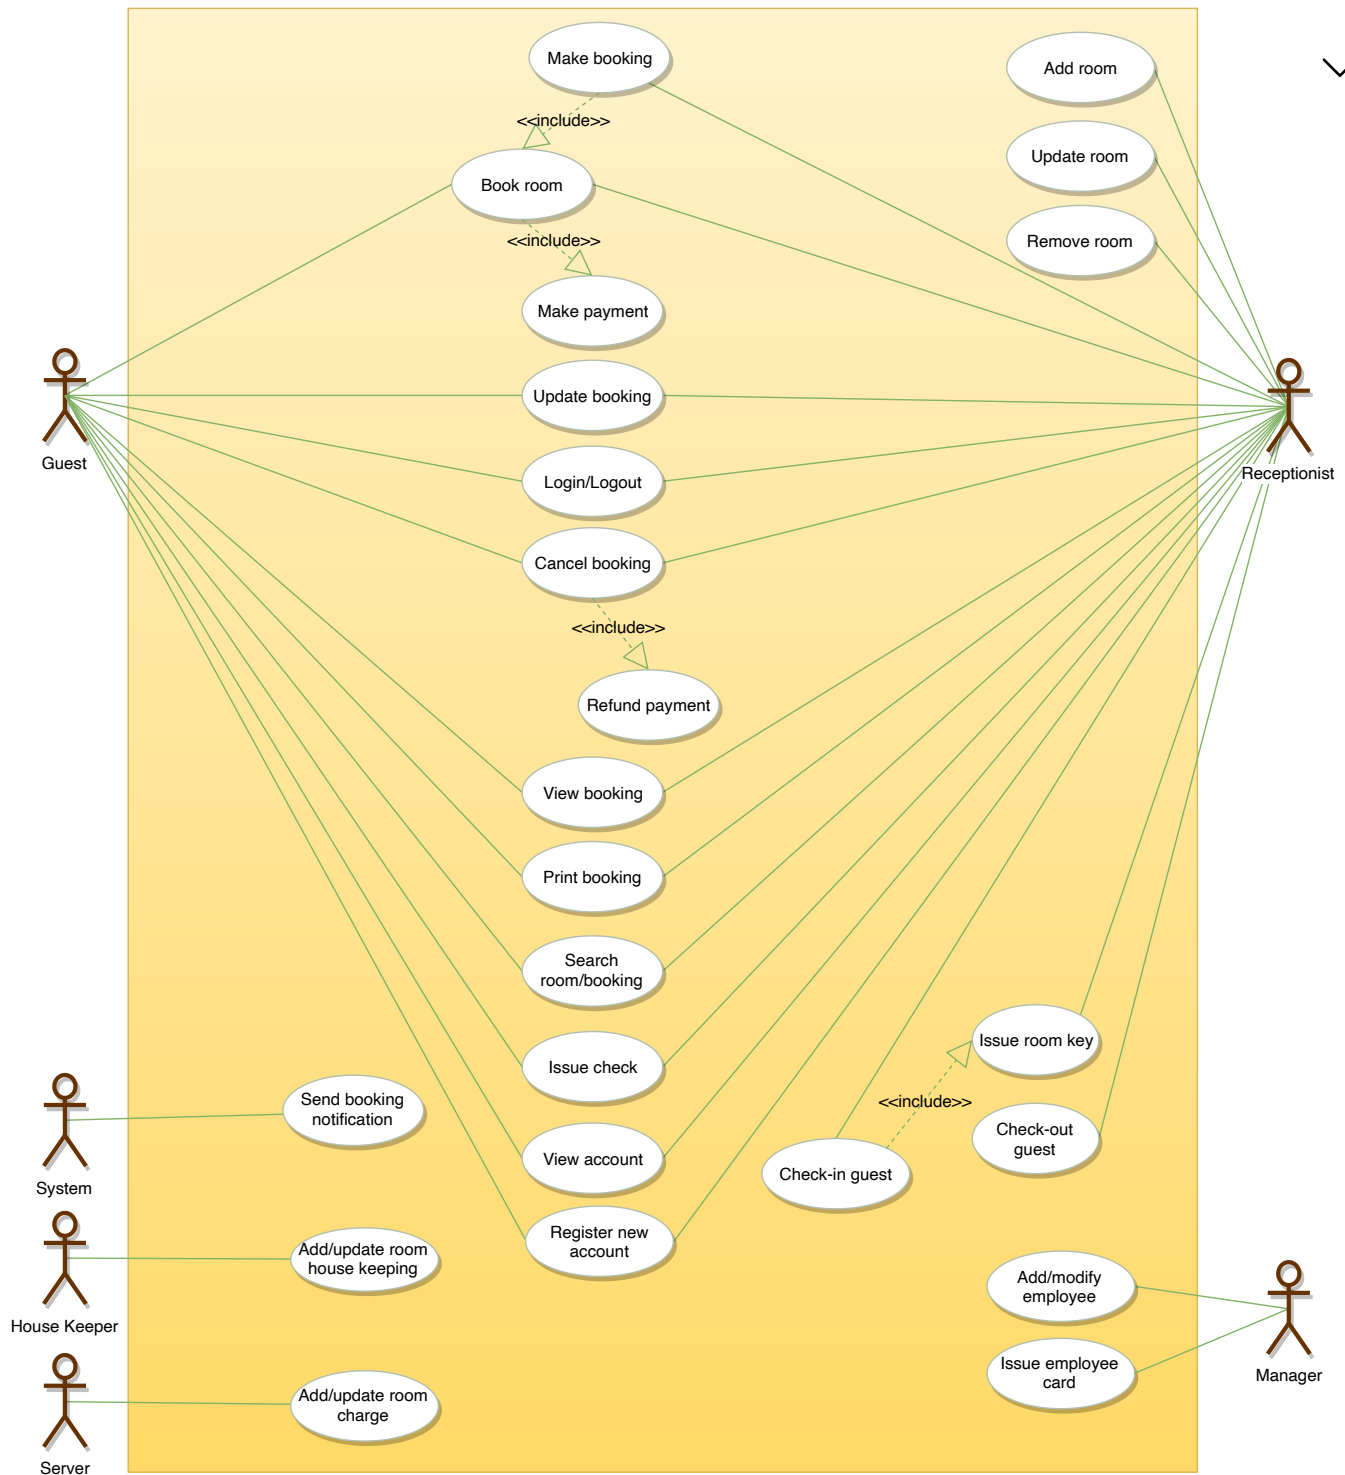 Make booking
Add room
<<include>>
Update room
Book room
Remove room
<<include>>
Make payment
Update booking
Guest
Login/Logout
Receptionist
Cancel booking
<<include>>
Refund payment
View booking
Print booking
Search
room/booking
Issue room key
Issue check
<<include>>
Send booking
notification
Check-out
guest
View account
Check-in guest
System
Register new
account
Add/update room
house keeping
Add/modify
employee
House Keeper
Issue employee
card
Manager
Add/update room
charge
Server